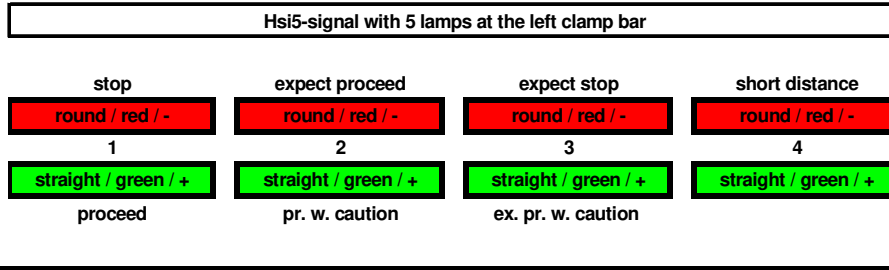 Hsi5-signal with 5 lamps at the left clamp bar
stop expect proceed expect stop short distance
round / red / - round / red / - round / red / - round / red / -
1 2 3 4
straight / green / + straight / green / + straight / green / + straight / green / +
proceed pr. w. caution ex. pr. w. caution